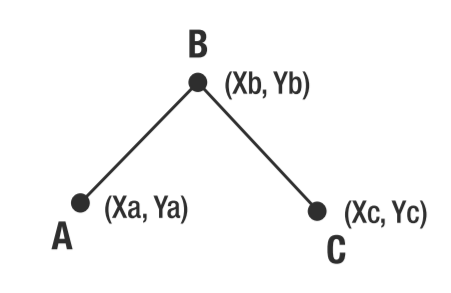 B
(Xb, Yb)
(Xa, Ya)
A
(Xc, Yc)
C